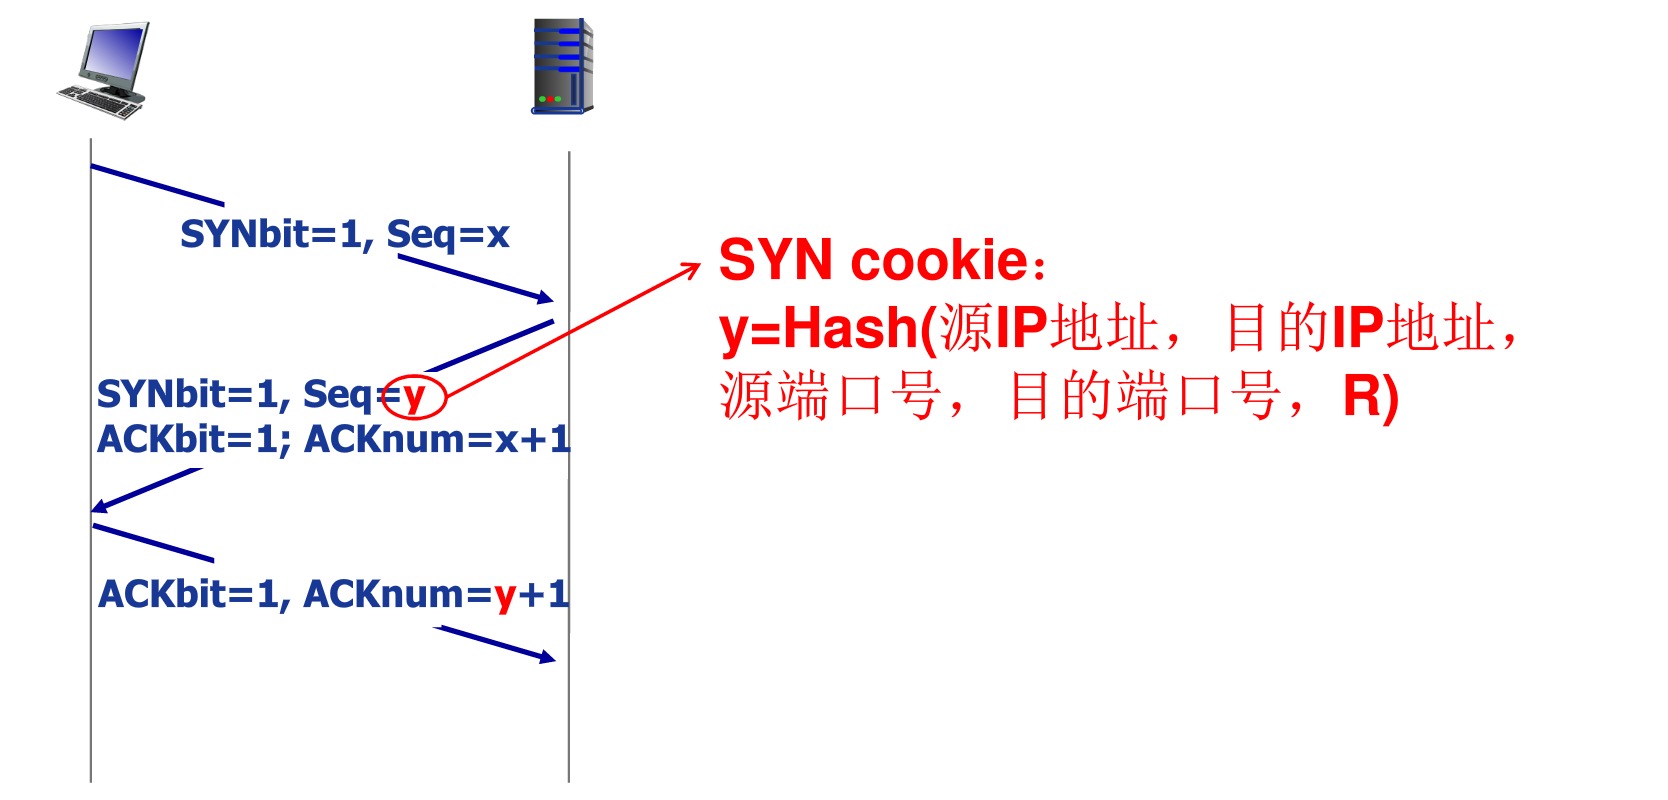 SYNbit=1, Seq=x
SYN cookie：
y=Hash(源IP地址，目的IP地址，
源端口号，目的端口号，R)
SYNbit=1, Seq=y
ACKbit=1; ACKnum=x+1
ACKbit=1, ACKnum=y+1